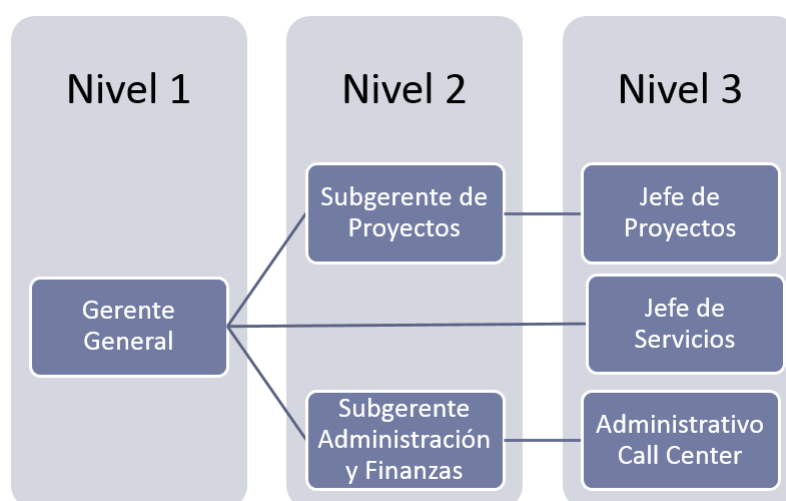 Nivel 1
Nivel 2
Nivel 3
Gerente
General
Subgerente de
Proyectos
Subgerente
Administración
y Finanzas
Jefe de
Proyectos
Jefe de
Servicios
Administrativo
Call Center